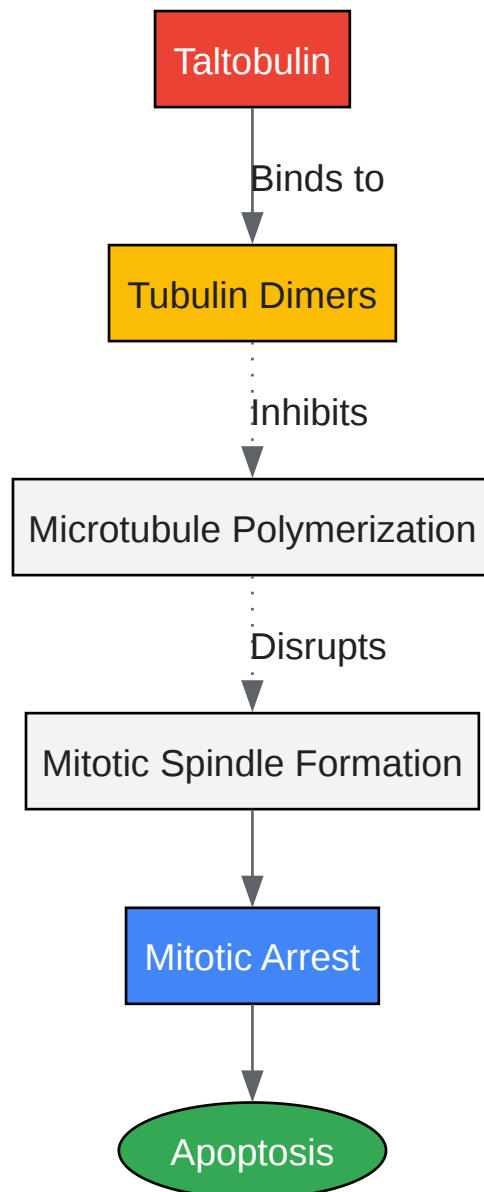 Taltobulin
Binds to
Tubulin Dimers
Inhibits
Microtubule Polymerization
Disrupts
Mitotic Spindle Formation
Mitotic Arrest
Apoptosis